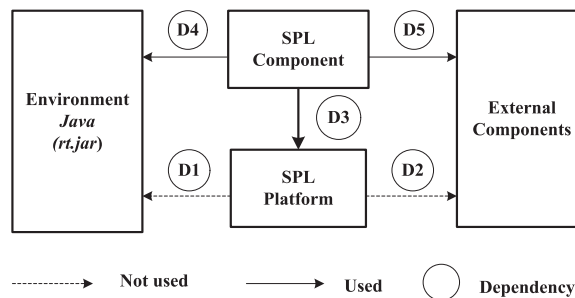 D4
SPL
Component
D5
Environment
Java
(rt.jar)
D3
External
Components
D1
SPL
Platform
D2
Not used
Used
Dependency